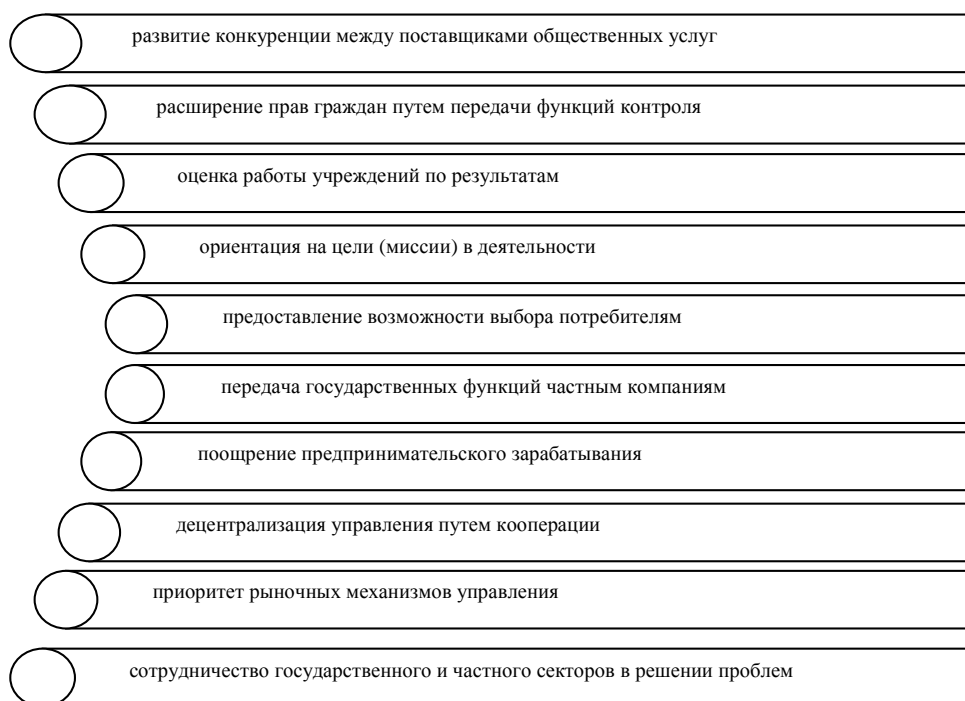 развитие конкуренции между поставщиками общественных услуг
расширение прав граждан путем передачи функций контроля
оценка работы учреждений по результатам
ориентация на цели (миссии) в деятельности
предоставление возможности выбора потребителям
передача государственных функций частным компаниям
поощрение предпринимательского зарабатывания
децентрализация управления путем кооперации
приоритет рыночных механизмов управления
сотрудничество государственного и частного секторов в решении проблем